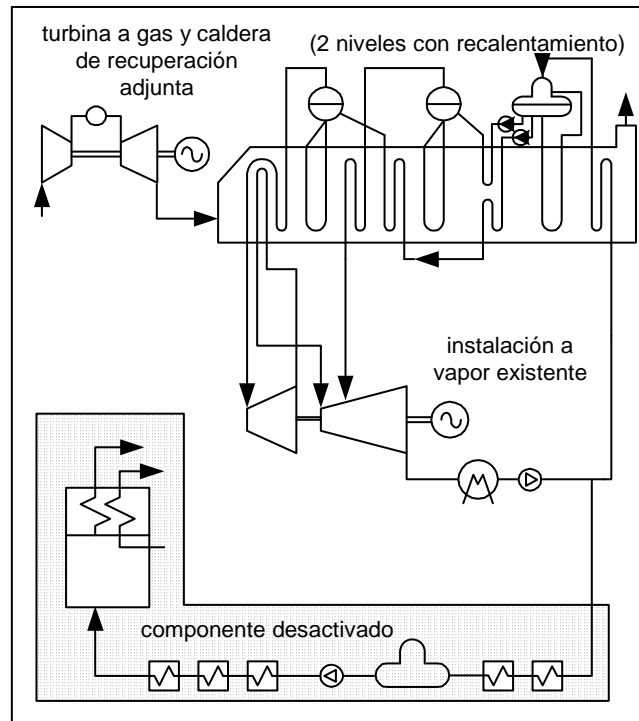 turbina a gas y caldera
de recuperación
adjunta
(2 niveles con recalentamiento)
instalación a
vapor existente
componente desactivado